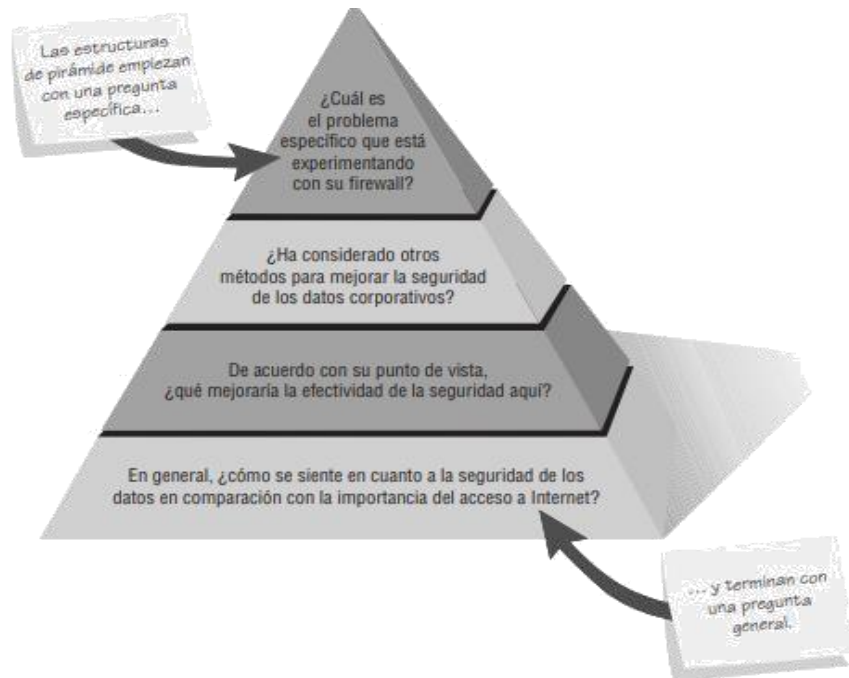 Las estructuras
de pirámide empiezan
con una pregunta
específica...
¿Cuál es
el problema
específico que está
experimentando
con su firewall?
¿Ha considerado otros
métodos para mejorar la seguridad
de los datos corporativos?
De acuerdo con su punto de vista,
¿qué mejoraría la efectividad de la seguridad aquí?
En general, ¿cómo se siente en cuanto a la seguridad de los
datos en comparación con la importancia del acceso a Internet?
... y terminan con
una pregunta
general.